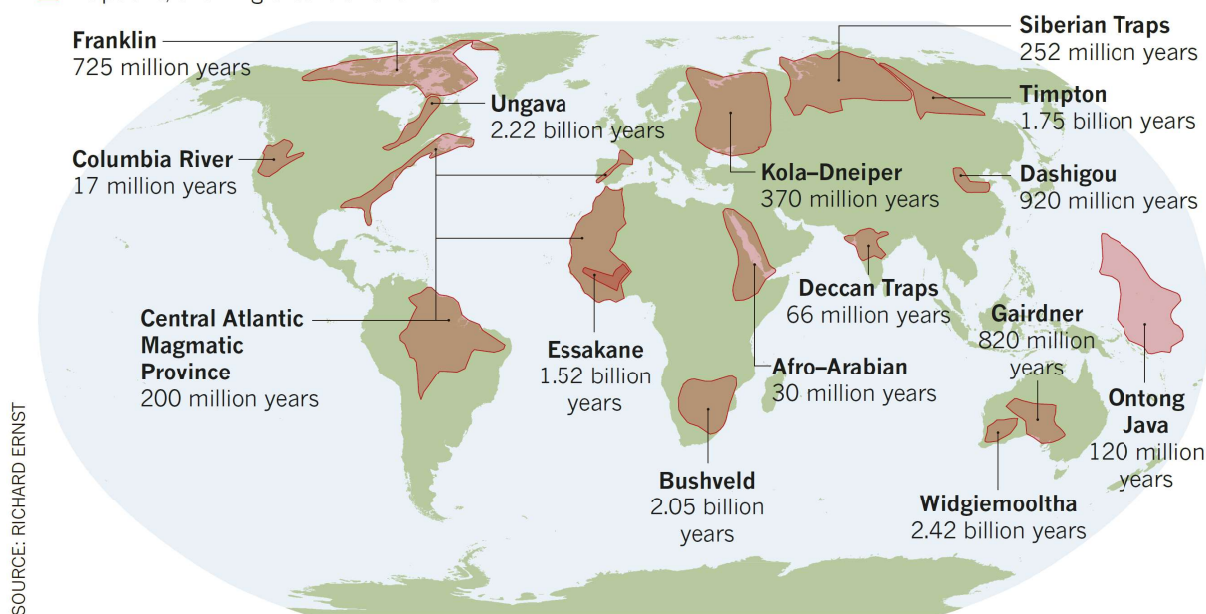 Franklin
725 million years
Ungava
2.22 billion years
Columbia River
17 million years
Central Atlantic
Magmatic
Province
200 million years
Essakane
1.52 billion
years
Bushveld
2.05 billion
years
Kola–Dneiper
370 million years
Deccan Traps
66 million years
Afro–Arabian
30 million years
Siberian Traps
252 million years
Timpton
1.75 billion years
Dashigou
920 million years
Gairdner
820 million
years
Ontong
Java
120 million
years
Widgiemooltha
2.42 billion years
SOURCE: RICHARD ERNST